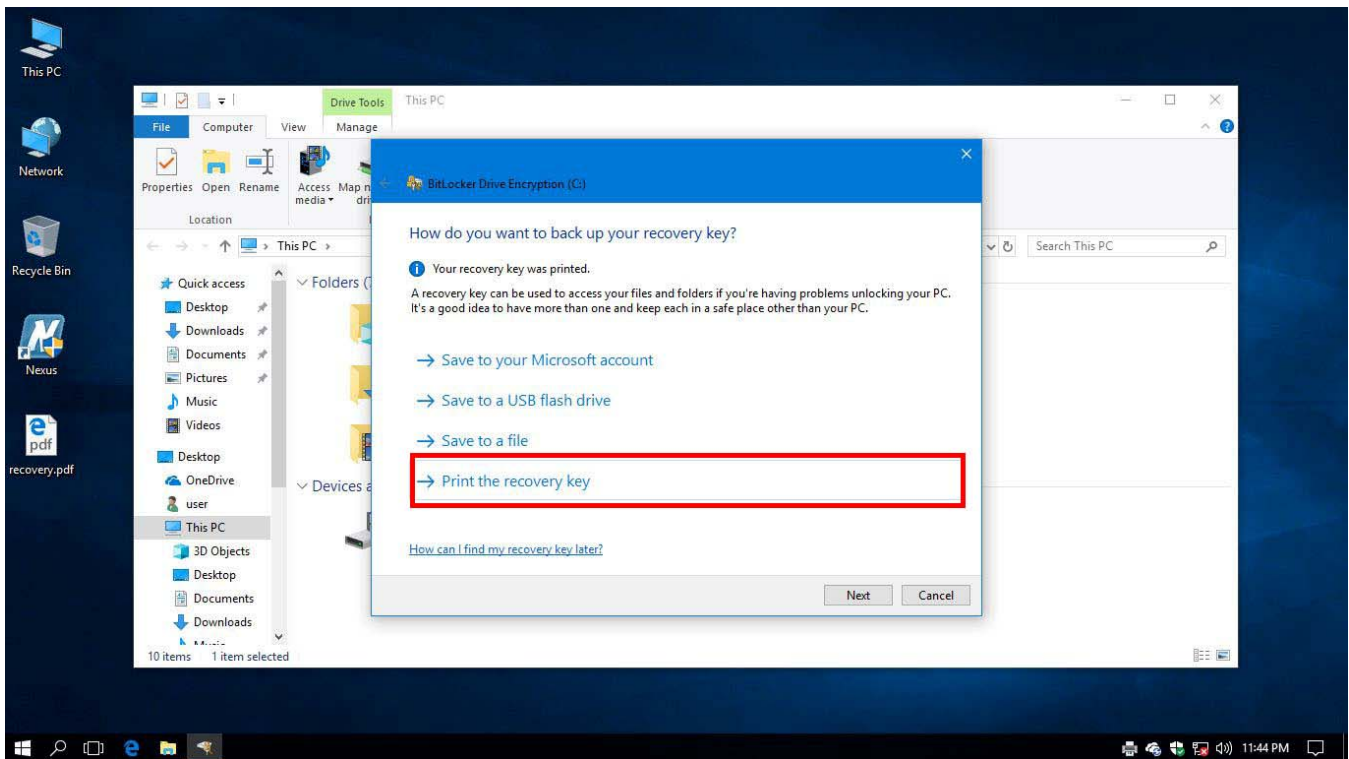 This PC
Network
Recycle Bin
Nexus
pdf
recovery.pdf
Drive Tools
This PC
File
Computer
View
Manage
Properties
Open
Rename
Access media
Map n
dri
Location
This PC
Search This PC
Quick access
Desktop
Downloads
Documents
Pictures
Music
Videos
Desktop
OneDrive
user
This PC
3D Objects
Desktop
Documents
Downloads
Music
Folders (7
Devices a
10 items 1 item selected
BitLocker Drive Encryption (C:)
How do you want to back up your recovery key?
Your recovery key was printed.
A recovery key can be used to access your files and folders if you're having problems unlocking your PC.
It's a good idea to have more than one and keep each in a safe place other than your PC.
Save to your Microsoft account
Save to a USB flash drive
Save to a file
Print the recovery key
How can I find my recovery key later?
Next
Cancel
11:44 PM